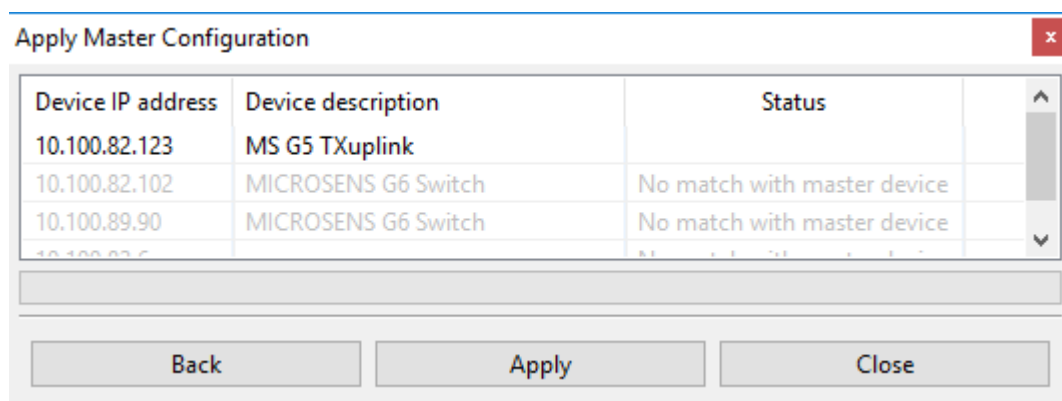 Apply Master Configuration
x
Device IP address Device description Status
10.100.82.123 MS G5 TXuplink
10.100.82.102 MICROSENS G6 Switch No match with master device
10.100.89.90 MICROSENS G6 Switch No match with master device
Back Apply Close